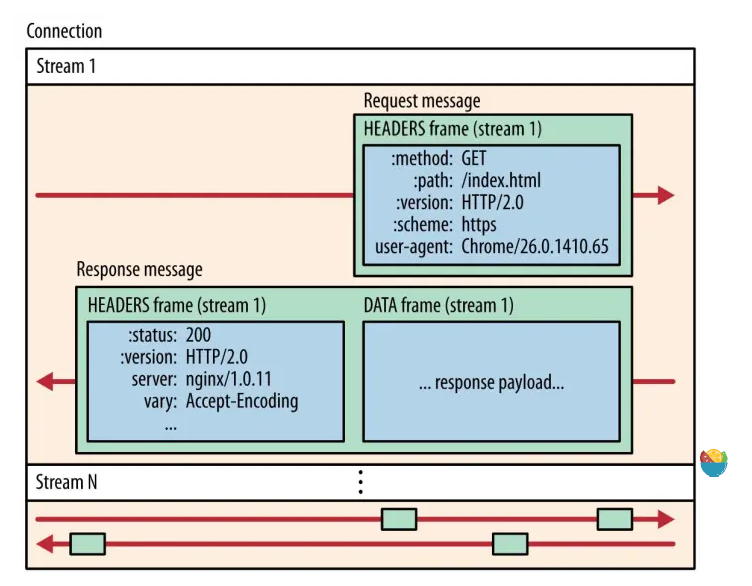 Connection
Stream 1
Request message
HEADERS frame (stream 1)
:method: GET
:path: /index.html
:version: HTTP/2.0
:scheme: https
user-agent: Chrome/26.0.1410.65
Response message
HEADERS frame (stream 1)
:status: 200
:version: HTTP/2.0
server: nginx/1.0.11
vary: Accept-Encoding
...
DATA frame (stream 1)
... response payload...
Stream N